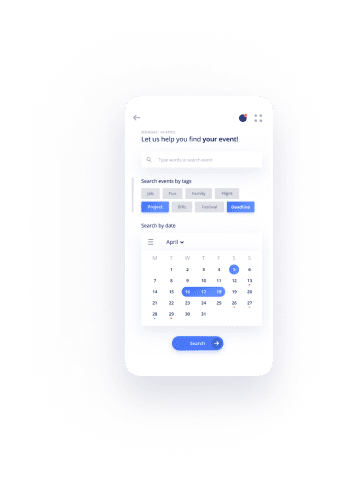 Let us help you find your event!
Type words or search event
Search events by tags
Job Fun Family Flight
Project Gifts Festival Deadline
Search by date
April
M T W T F S S
1 2 3 4 5 6
7 8 9 10 11 12 13
14 15 16 17 18 19 20
21 22 23 24 25 26 27
28 29 30 31
Search